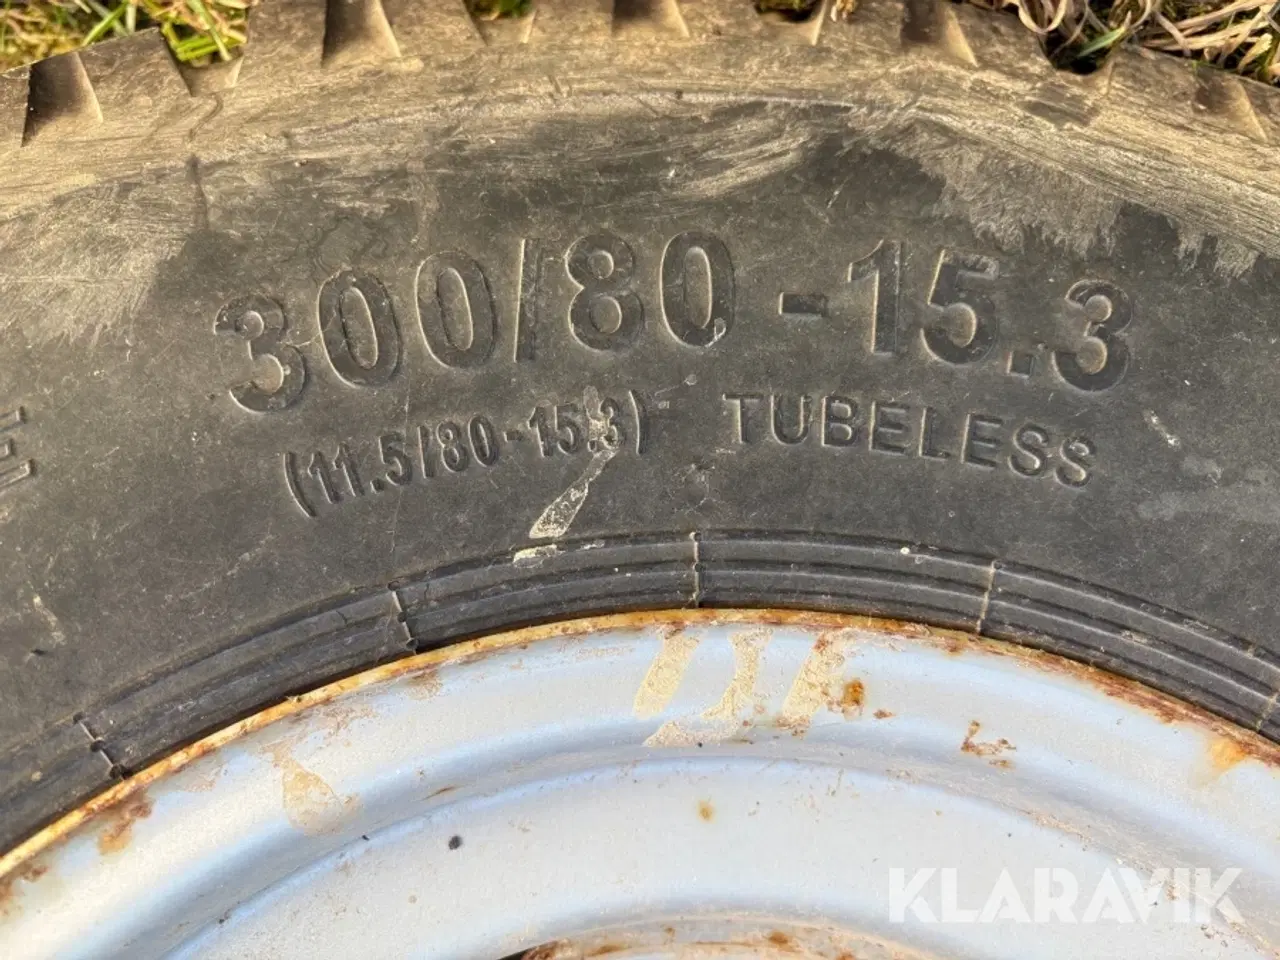 300/80-15.3
(11.5/80-15.3) TUBELESS
KLARAVIK